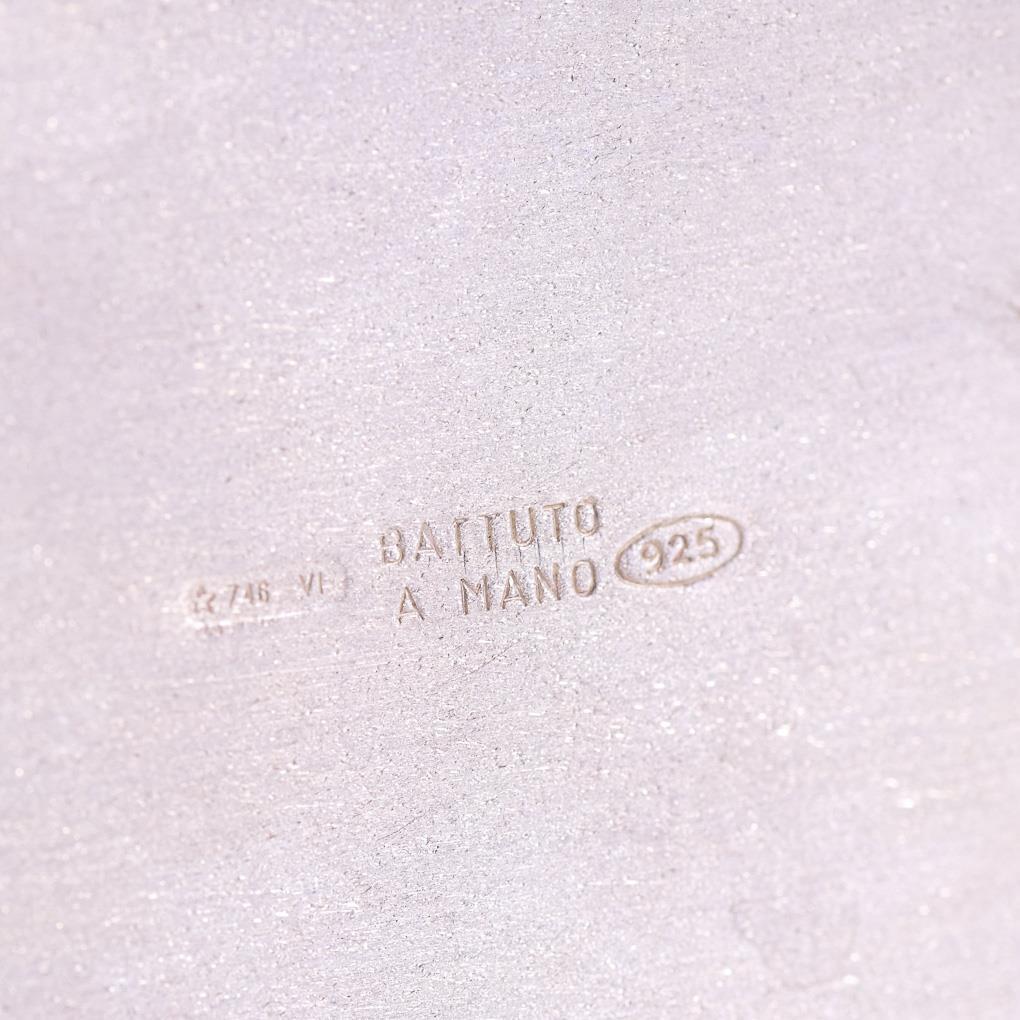 ☆ 746 VI
BATTUTO
A MANO
925